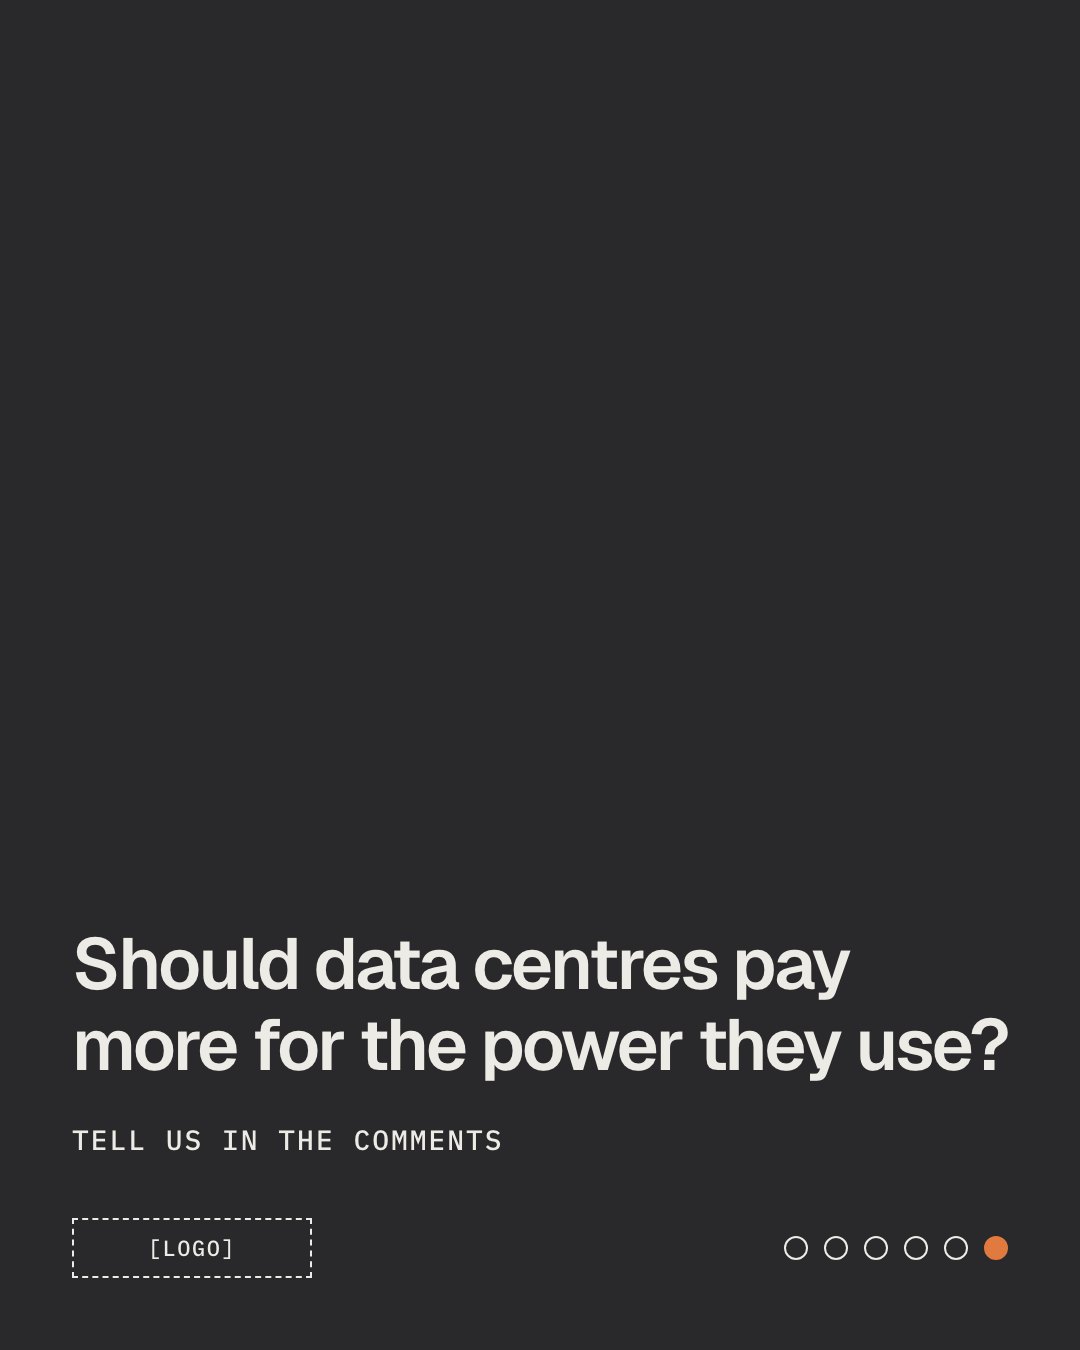 Should data centres pay
more for the power they use?
TELL US IN THE COMMENTS
[LOGO]